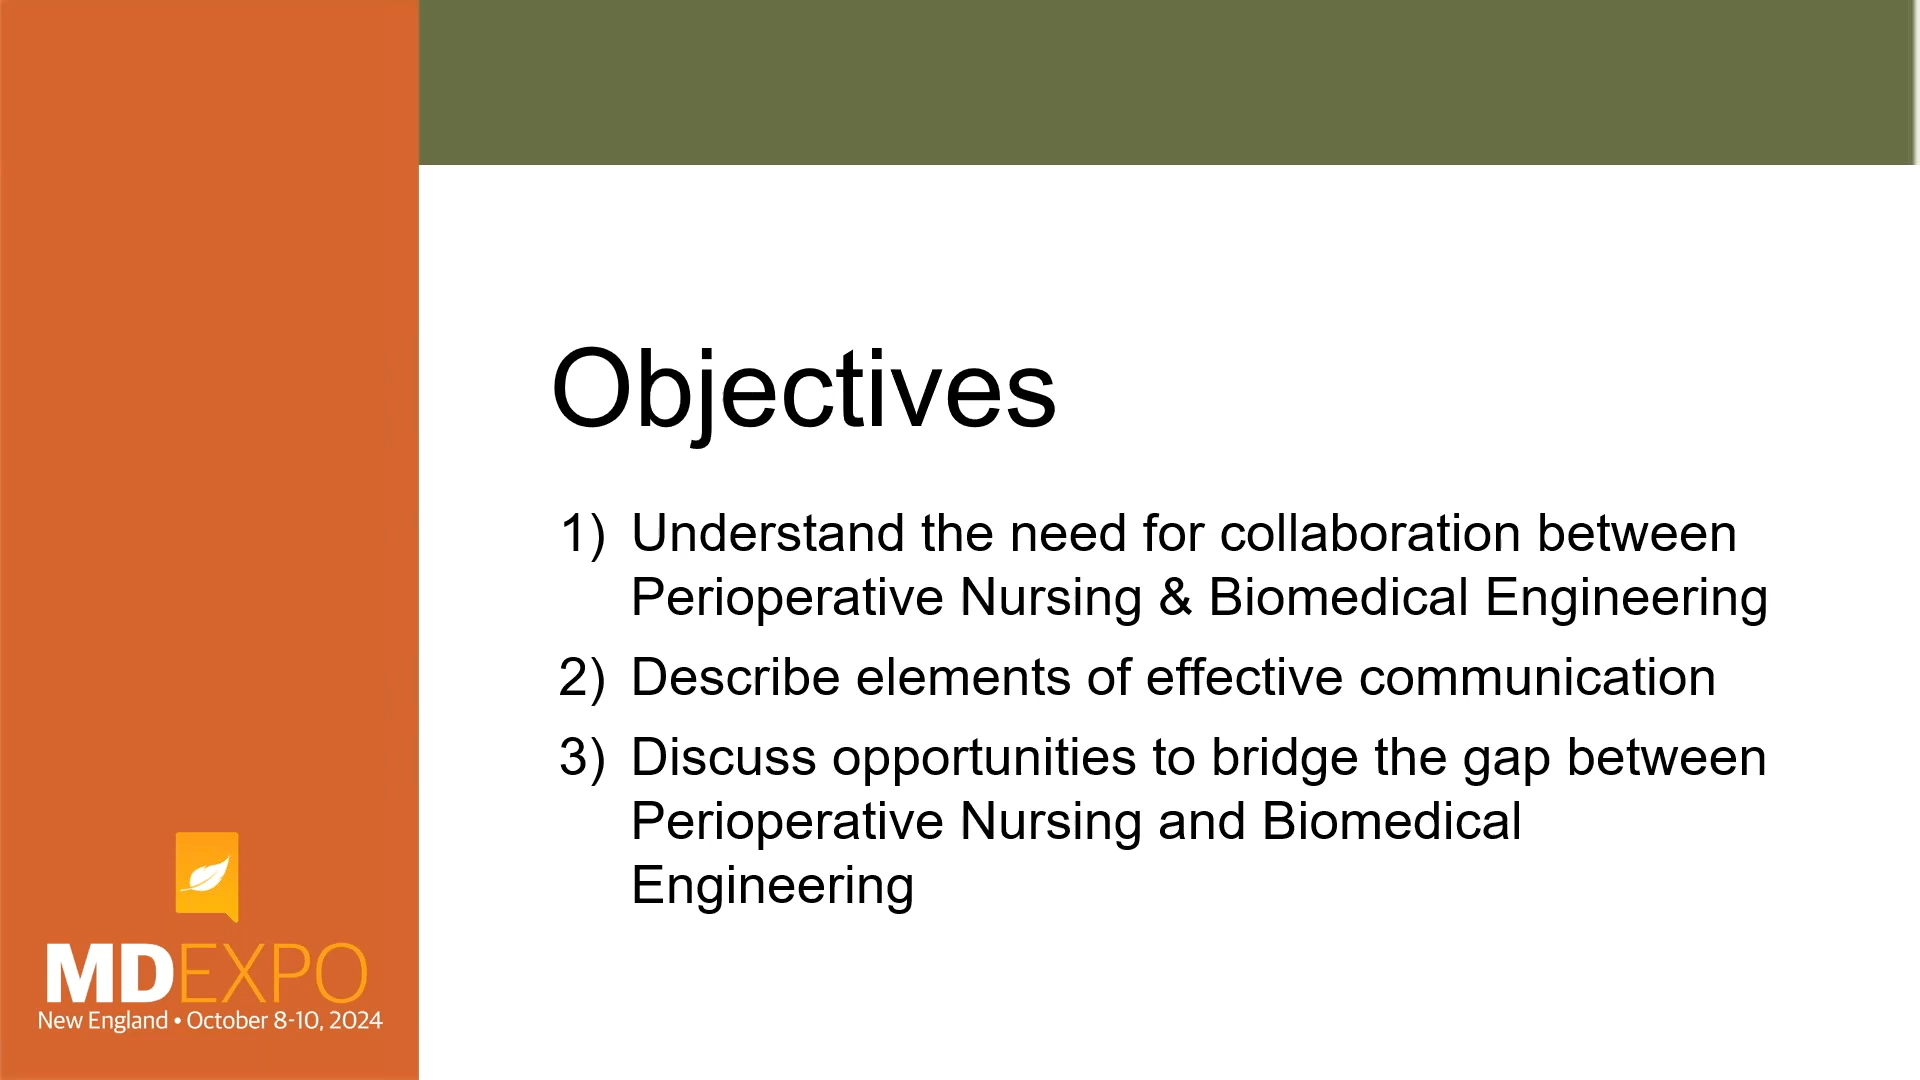 Objectives
1) Understand the need for collaboration between
Perioperative Nursing & Biomedical Engineering
2) Describe elements of effective communication
3) Discuss opportunities to bridge the gap between
Perioperative Nursing and Biomedical
Engineering
MDEXPO
New England • October 8-10, 2024